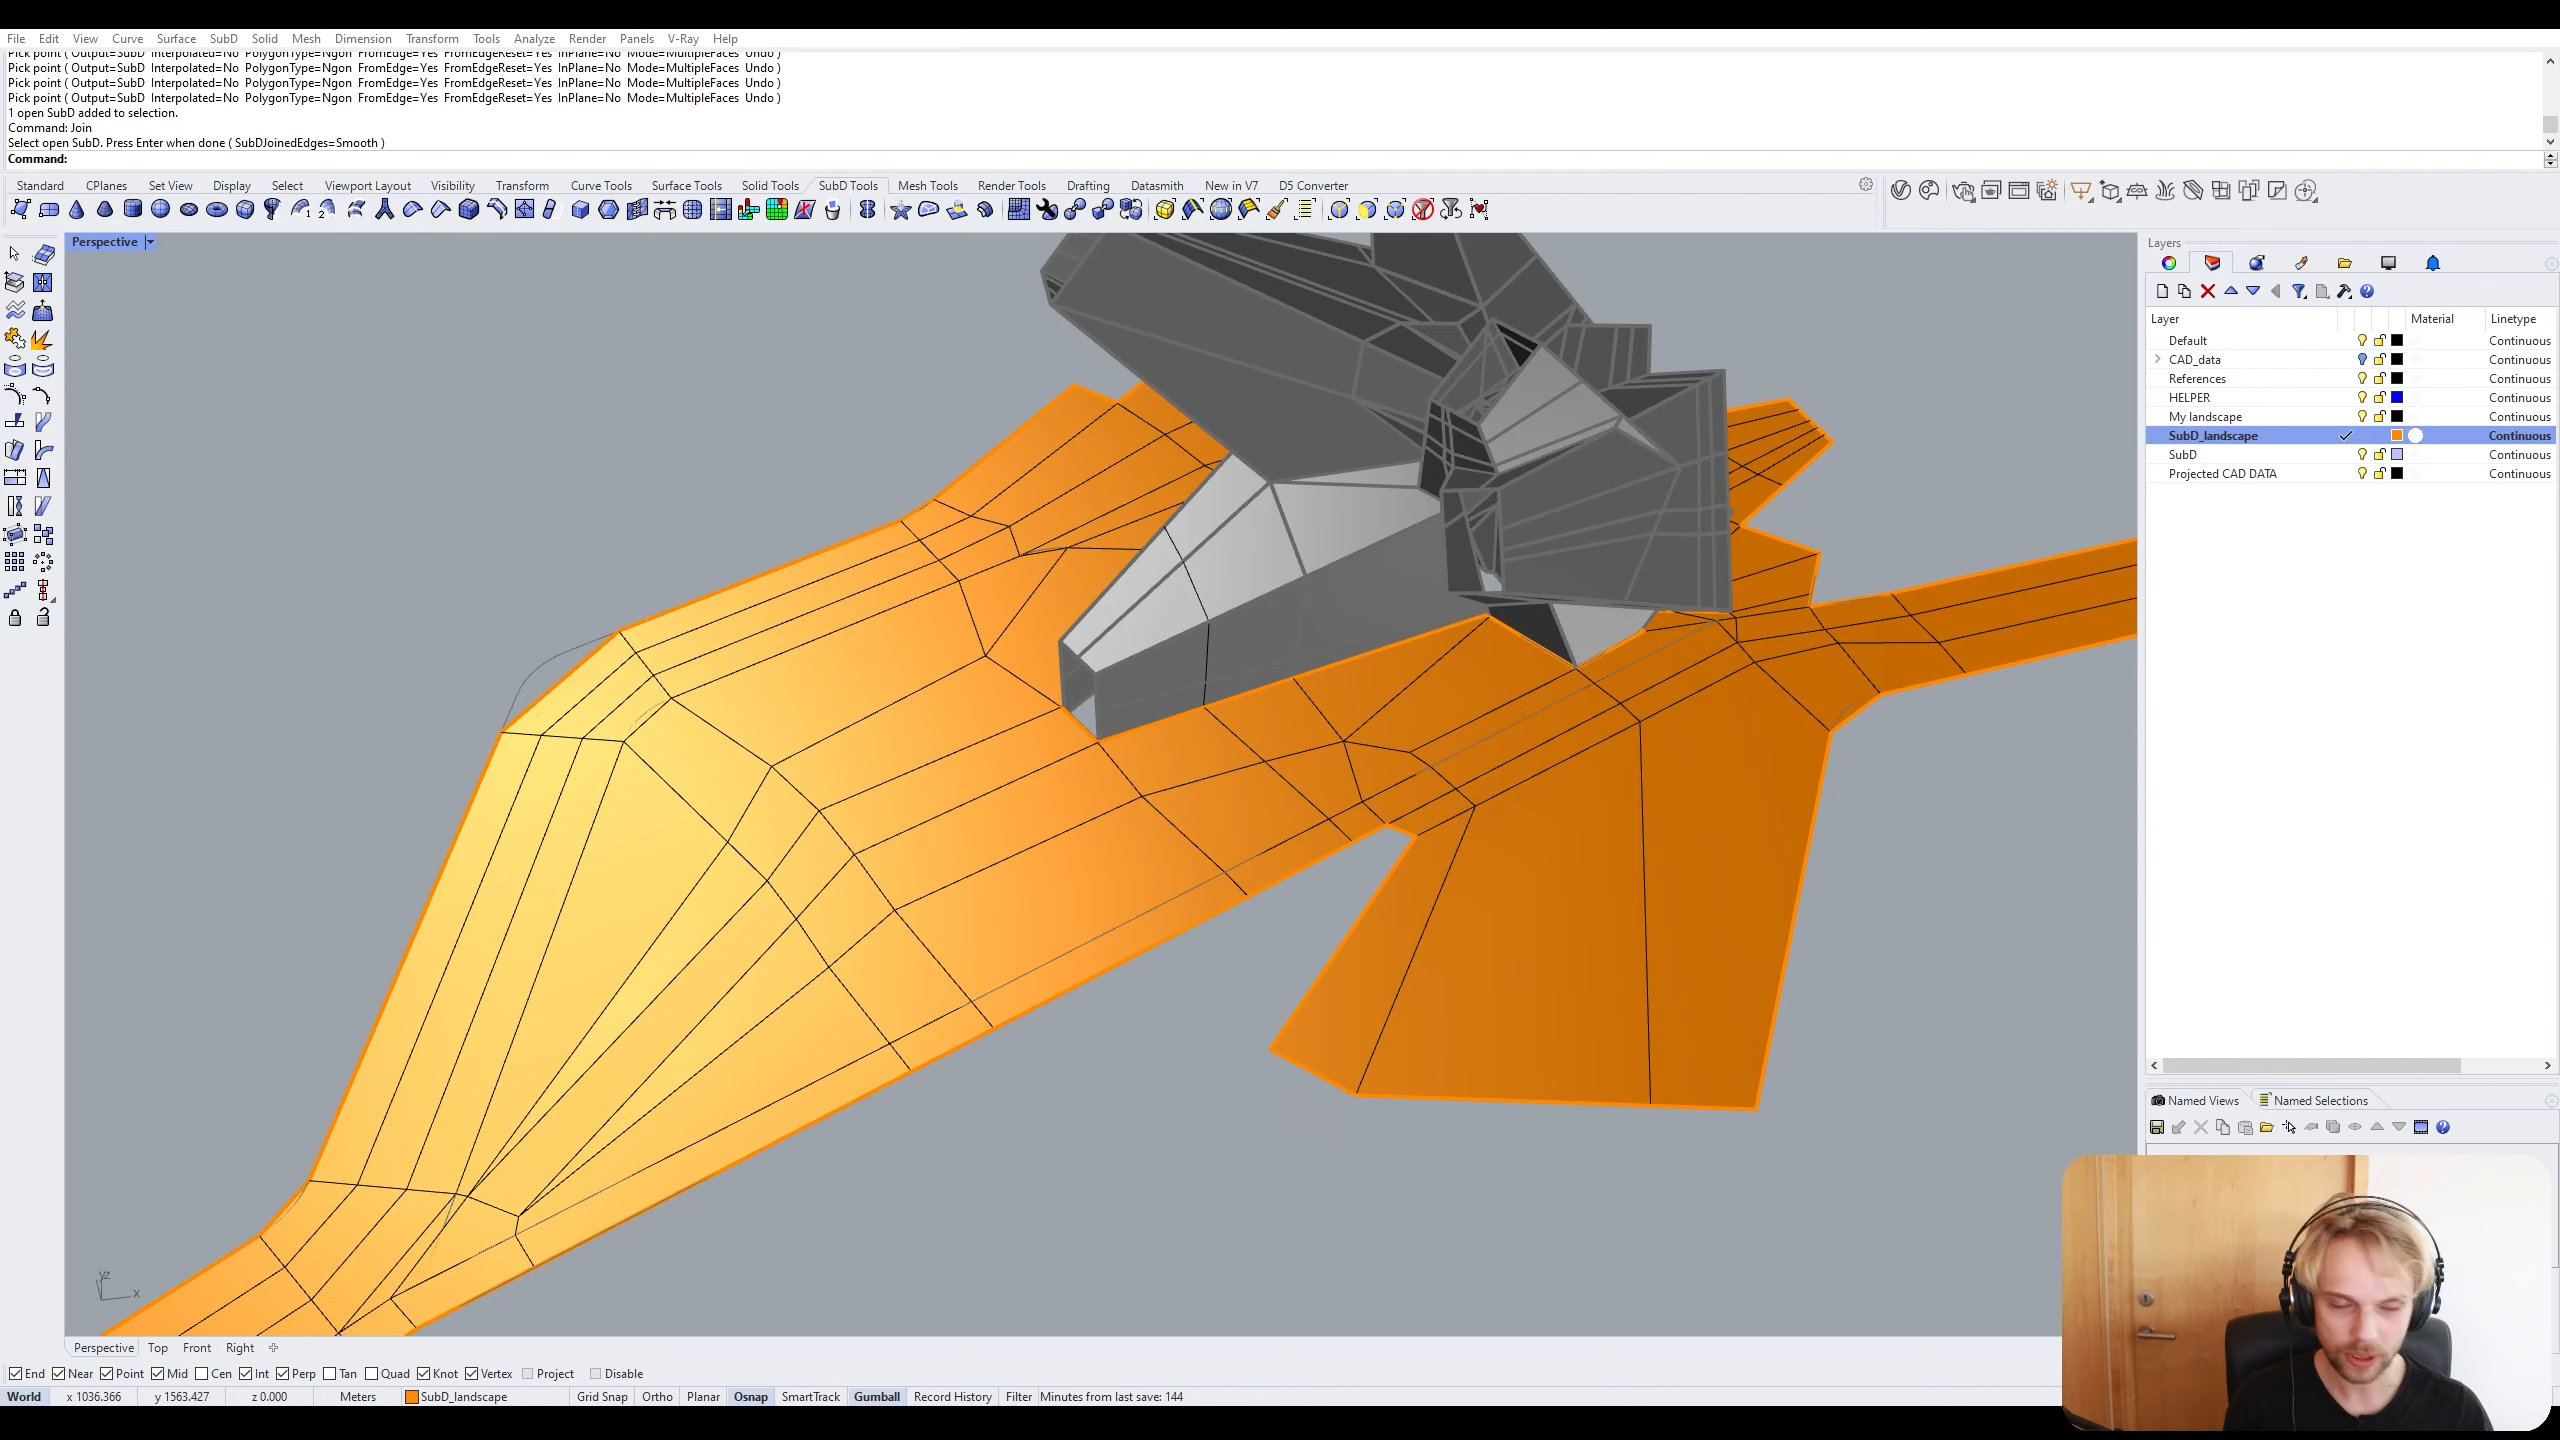 File Edit View Curve Surface SubD Solid Mesh Dimension Transform Tools Analyze Render Panels V-Ray Help
Pick point ( Output=SubD Interpolated=No PolygonType=Ngon FromEdge=Yes FromEdgeReset=Yes InPlane=No Mode=MultipleFaces Undo )
Pick point ( Output=SubD Interpolated=No PolygonType=Ngon FromEdge=Yes FromEdgeReset=Yes InPlane=No Mode=MultipleFaces Undo )
Pick point ( Output=SubD Interpolated=No PolygonType=Ngon FromEdge=Yes FromEdgeReset=Yes InPlane=No Mode=MultipleFaces Undo )
Pick point ( Output=SubD Interpolated=No PolygonType=Ngon FromEdge=Yes FromEdgeReset=Yes InPlane=No Mode=MultipleFaces Undo )
1 open SubD added to selection.
Command: Join
Select open SubD. Press Enter when done ( SubDJoinedEdges=Smooth )
Command:
Standard CPlanes Set View Display Select Viewport Layout Visibility Transform Curve Tools Surface Tools Solid Tools SubD Tools Mesh Tools Render Tools Drafting Datasmith New in V7 D5 Converter
Perspective
Layers
Layer Material Linetype
Default Continuous
CAD_data Continuous
References Continuous
HELPER Continuous
My landscape Continuous
SubD_landscape Continuous
SubD Continuous
Projected CAD DATA Continuous
Named Views Named Selections
yz
x
Perspective Top Front Right
End Near Point Mid Cen Int Perp Tan Quad Knot Vertex Project Disable
World x 1036.366 y 1563.427 z 0.000 Meters SubD_landscape Grid Snap Ortho Planar Osnap SmartTrack Gumball Record History Filter Minutes from last save: 144